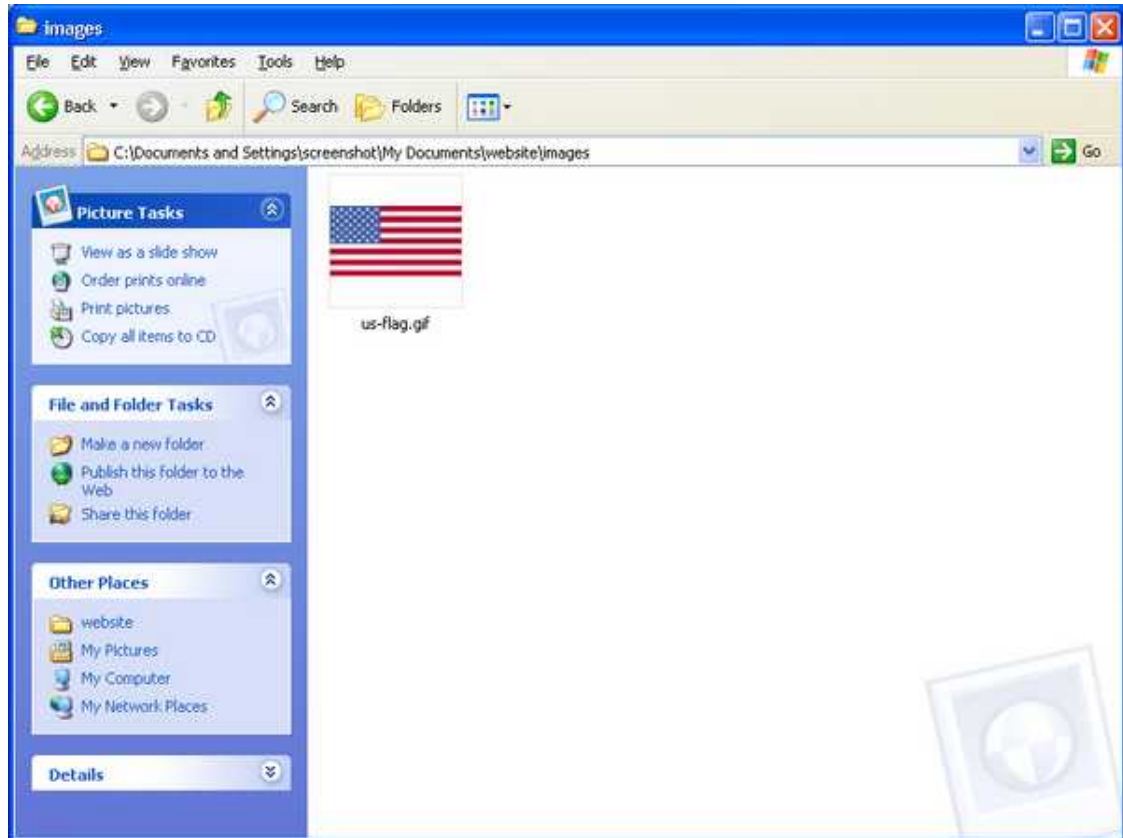 images
File Edit View Favorites Tools Help
Back Search Folders
Address C:\Documents and Settings\screenshot\My Documents\website\images Go
Picture Tasks
View as a slide show
Order prints online
Print pictures
Copy all items to CD
File and Folder Tasks
Make a new folder
Publish this folder to the
Web
Share this folder
Other Places
website
My Pictures
My Computer
My Network Places
Details
us-flag.gif